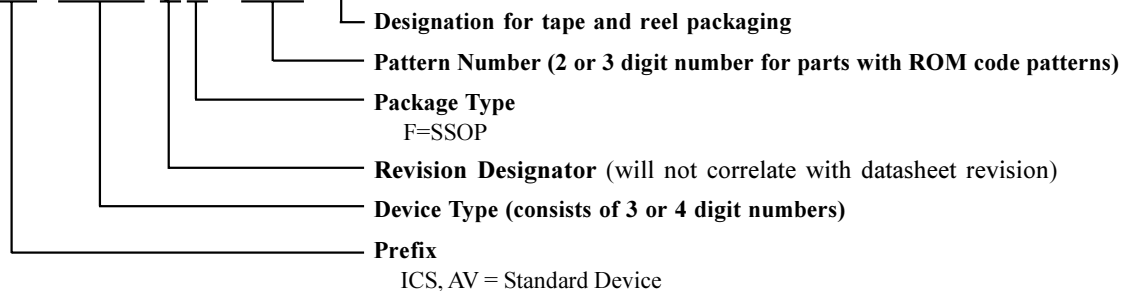 Designation for tape and reel packaging
Pattern Number (2 or 3 digit number for parts with ROM code patterns)
Package Type
F=SSOP
Revision Designator (will not correlate with datasheet revision)
Device Type (consists of 3 or 4 digit numbers)
Prefix
ICS, AV = Standard Device